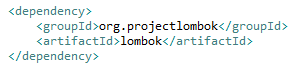 <dependency>
    <groupId>org.projectlombok</groupId>
    <artifactId>lombok</artifactId>
</dependency>